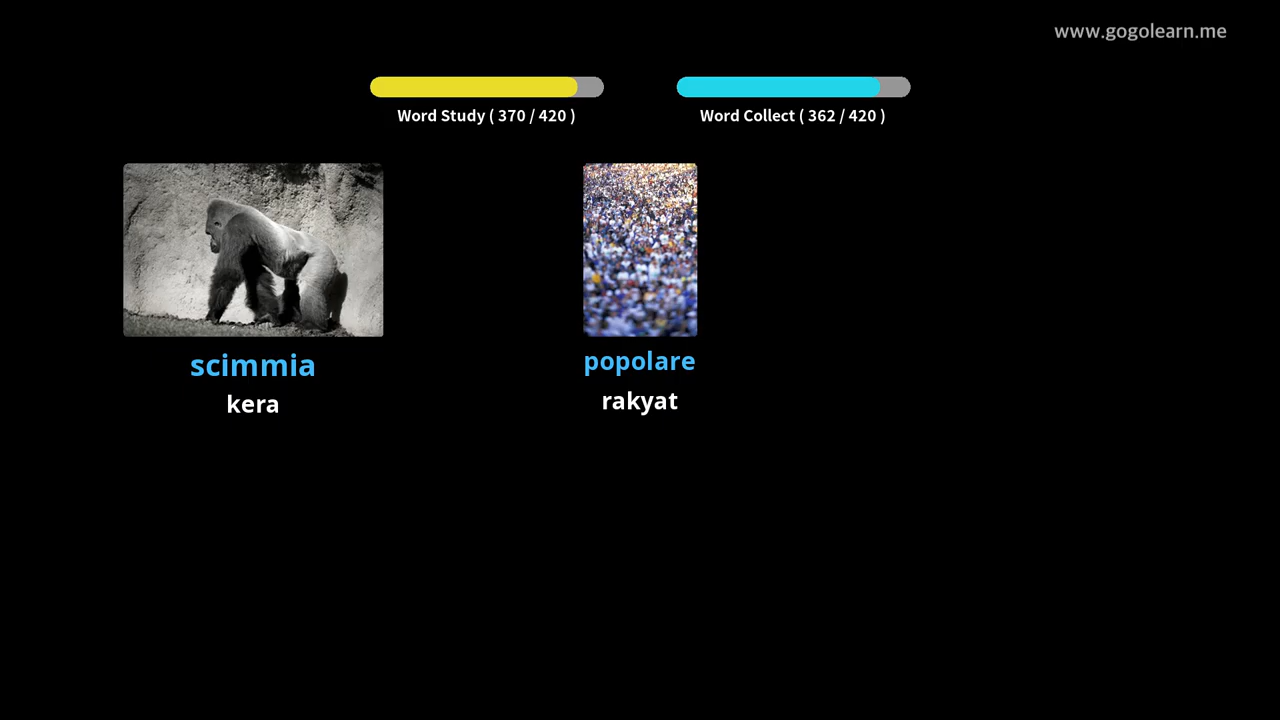 www.gogolearn.me
Word Study ( 370 / 420 )
Word Collect ( 362 / 420 )
scimmia
kera
popolare
rakyat